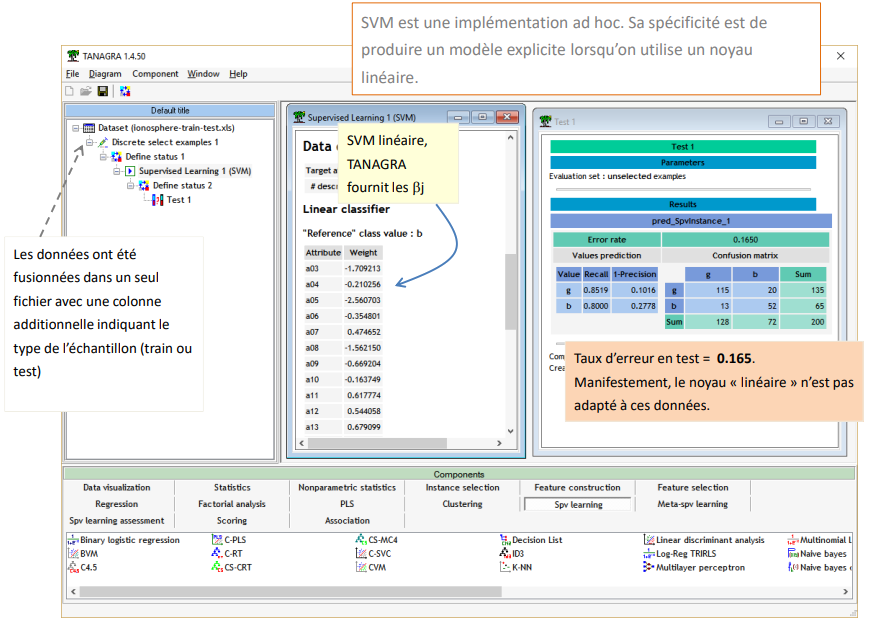 SVM est une implémentation ad hoc. Sa spécificité est de
produire un modèle explicite lorsqu'on utilise un noyau
linéaire.
TANAGRA 1.4.50
File Diagram Component Window Help
Default title
Dataset (ionosphere-train-test.xls)
Discrete select examples 1
Define status 1
Supervised Learning 1 (SVM)
Define status 2
Test 1
Les données ont été
fusionnées dans un seul
fichier avec une colonne
additionnelle indiquant le
type de l'échantillon (train ou
test)
Supervised Learning 1 (SVM)
Data
Target a
# descr
SVM linéaire,
TANAGRA
fournit les βj
Linear classifier
"Reference" class value : b
Attribute Weight
a03 -1.709213
a04 -0.210256
a05 -2.560703
a06 -0.354801
a07 0.474652
a08 -1.562150
a09 -0.669204
a10 -0.163749
a11 0.617774
a12 0.544058
a13 0.679099
Test 1
Test 1
Parameters
Evaluation set : unselected examples
Results
pred_SpvInstance_1
Error rate 0.1650
Values prediction Confusion matrix
Value Recall 1-Precision g b Sum
g 0.8519 0.1016 g 115 20 135
b 0.8000 0.2778 b 13 52 65
Sum 128 72 200
Com
Crea
Taux d'erreur en test = 0.165.
Manifestement, le noyau « linéaire » n'est pas
adapté à ces données.
Components
Data visualization Statistics Nonparametric statistics Instance selection Feature construction Feature selection
Regression Factorial analysis PLS Clustering Spv learning Meta-spv learning
Spv learning assessment Scoring Association
Binary logistic regression C-PLS CS-MC4 Decision List Linear discriminant analysis Multinomial L
BVM C-RT C-SVC ID3 Log-Reg TRIRLS Naive bayes
C4.5 CS-CRT CVM K-NN Multilayer perceptron Naive bayes c